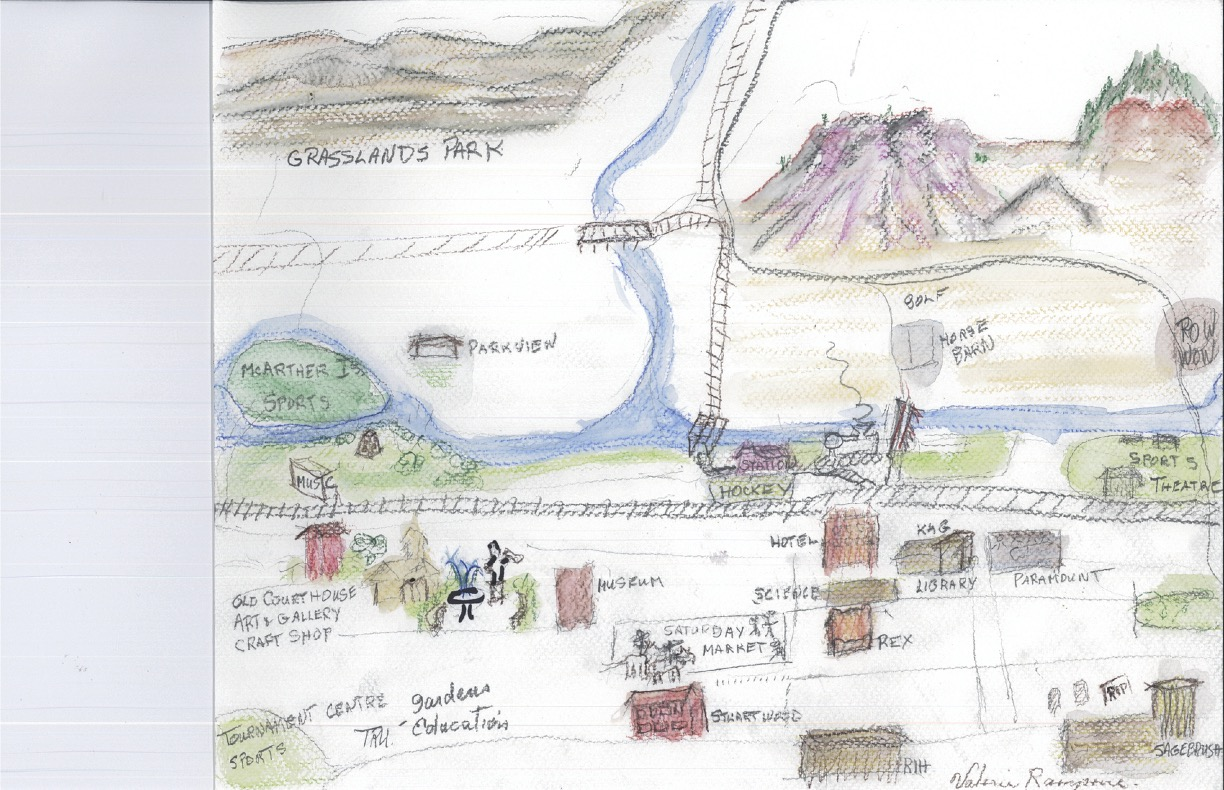 GRASSLANDS PARK
GOLF
HORSE
BARN
POW
WOW
PARKVIEW
McARTHER IS
SPORTS
MUSIC
STATION
HOCKEY
SPORTS
THEATRE
HOTEL
KAG
LIBRARY
PARAMOUNT
OLD COURTHOUSE
ART & GALLERY
CRAFT SHOP
MUSEUM
SCIENCE
SATURDAY
MARKET
REX
TOURNAMENT CENTRE
SPORTS
gardens
Education
STUART WOOD
RIH
SAGEBRUSH
Valerie